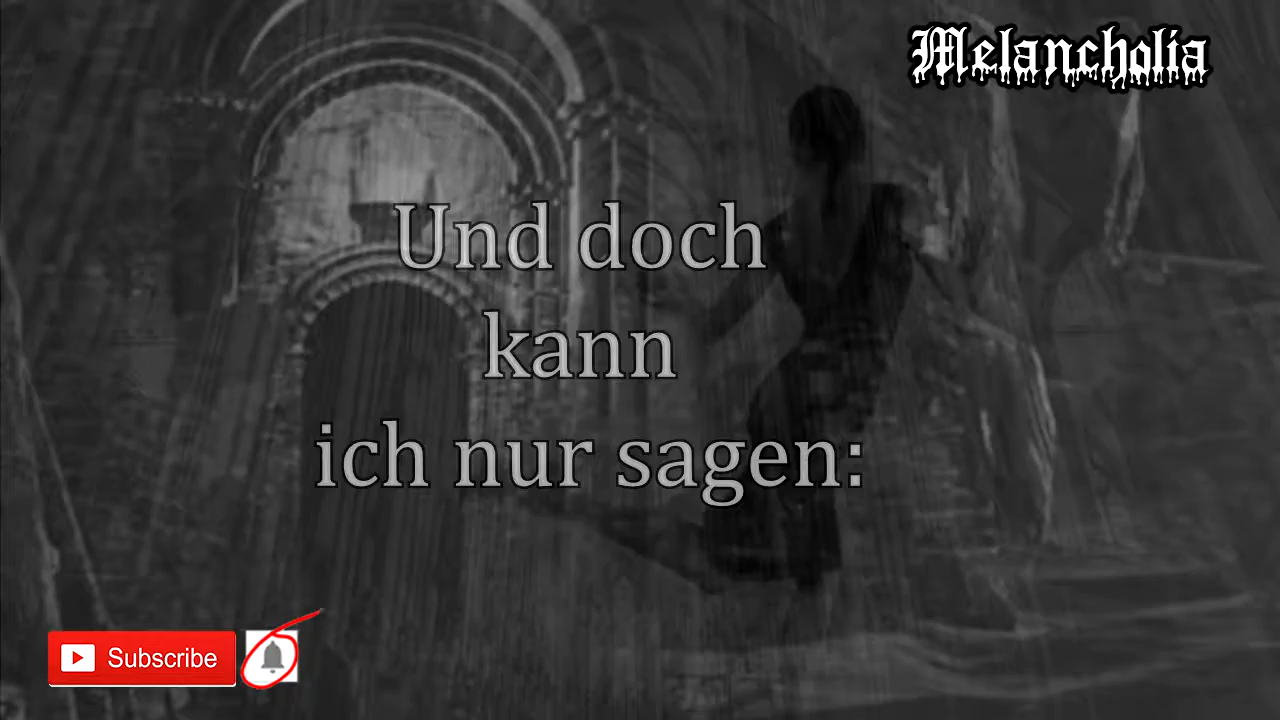 Melancholia
Und doch
kann
ich nur sagen:
Subscribe